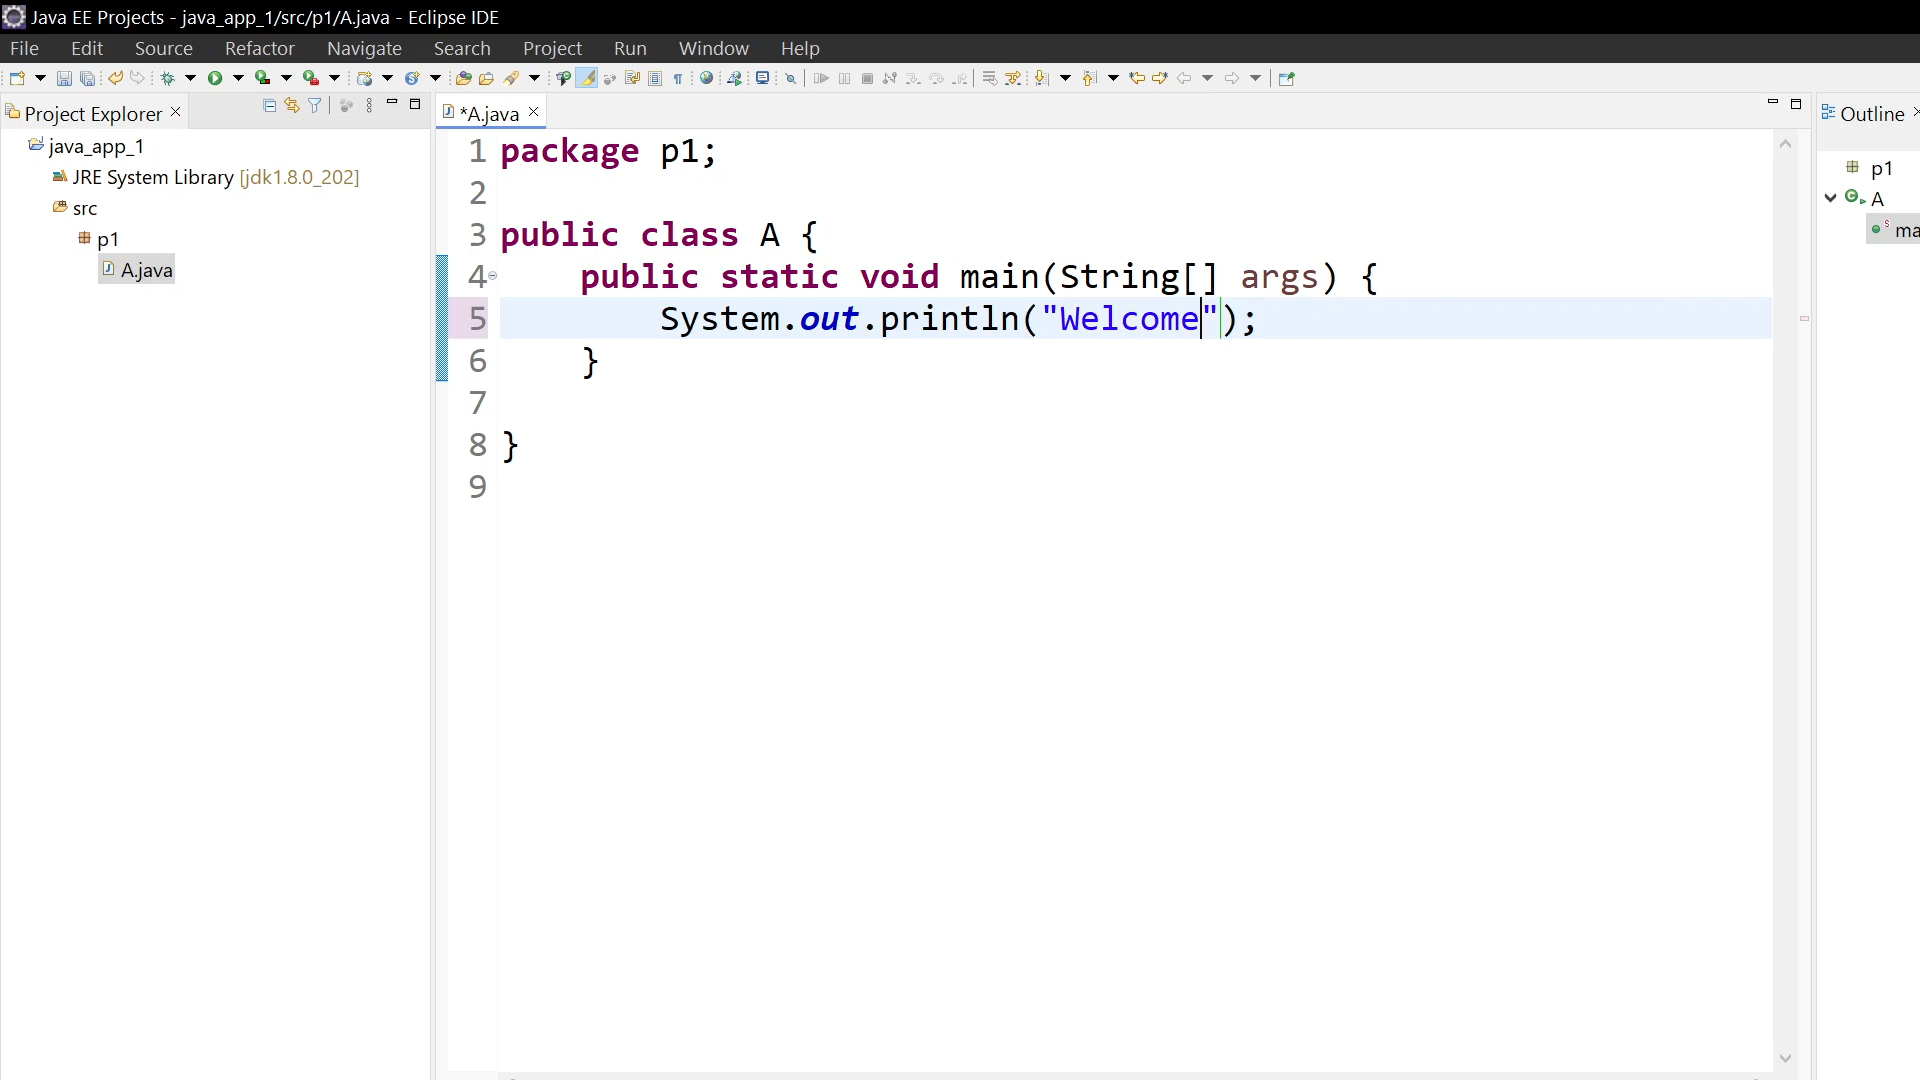 Java EE Projects - java_app_1/src/p1/A.java - Eclipse IDE
File Edit Source Refactor Navigate Search Project Run Window Help
Project Explorer
java_app_1
JRE System Library [jdk1.8.0_202]
src
p1
A.java
*A.java
1 package p1;
2
3 public class A {
4 public static void main(String[] args) {
5 System.out.println("Welcome");
6 }
7
8 }
9
Outline
p1
A
ma